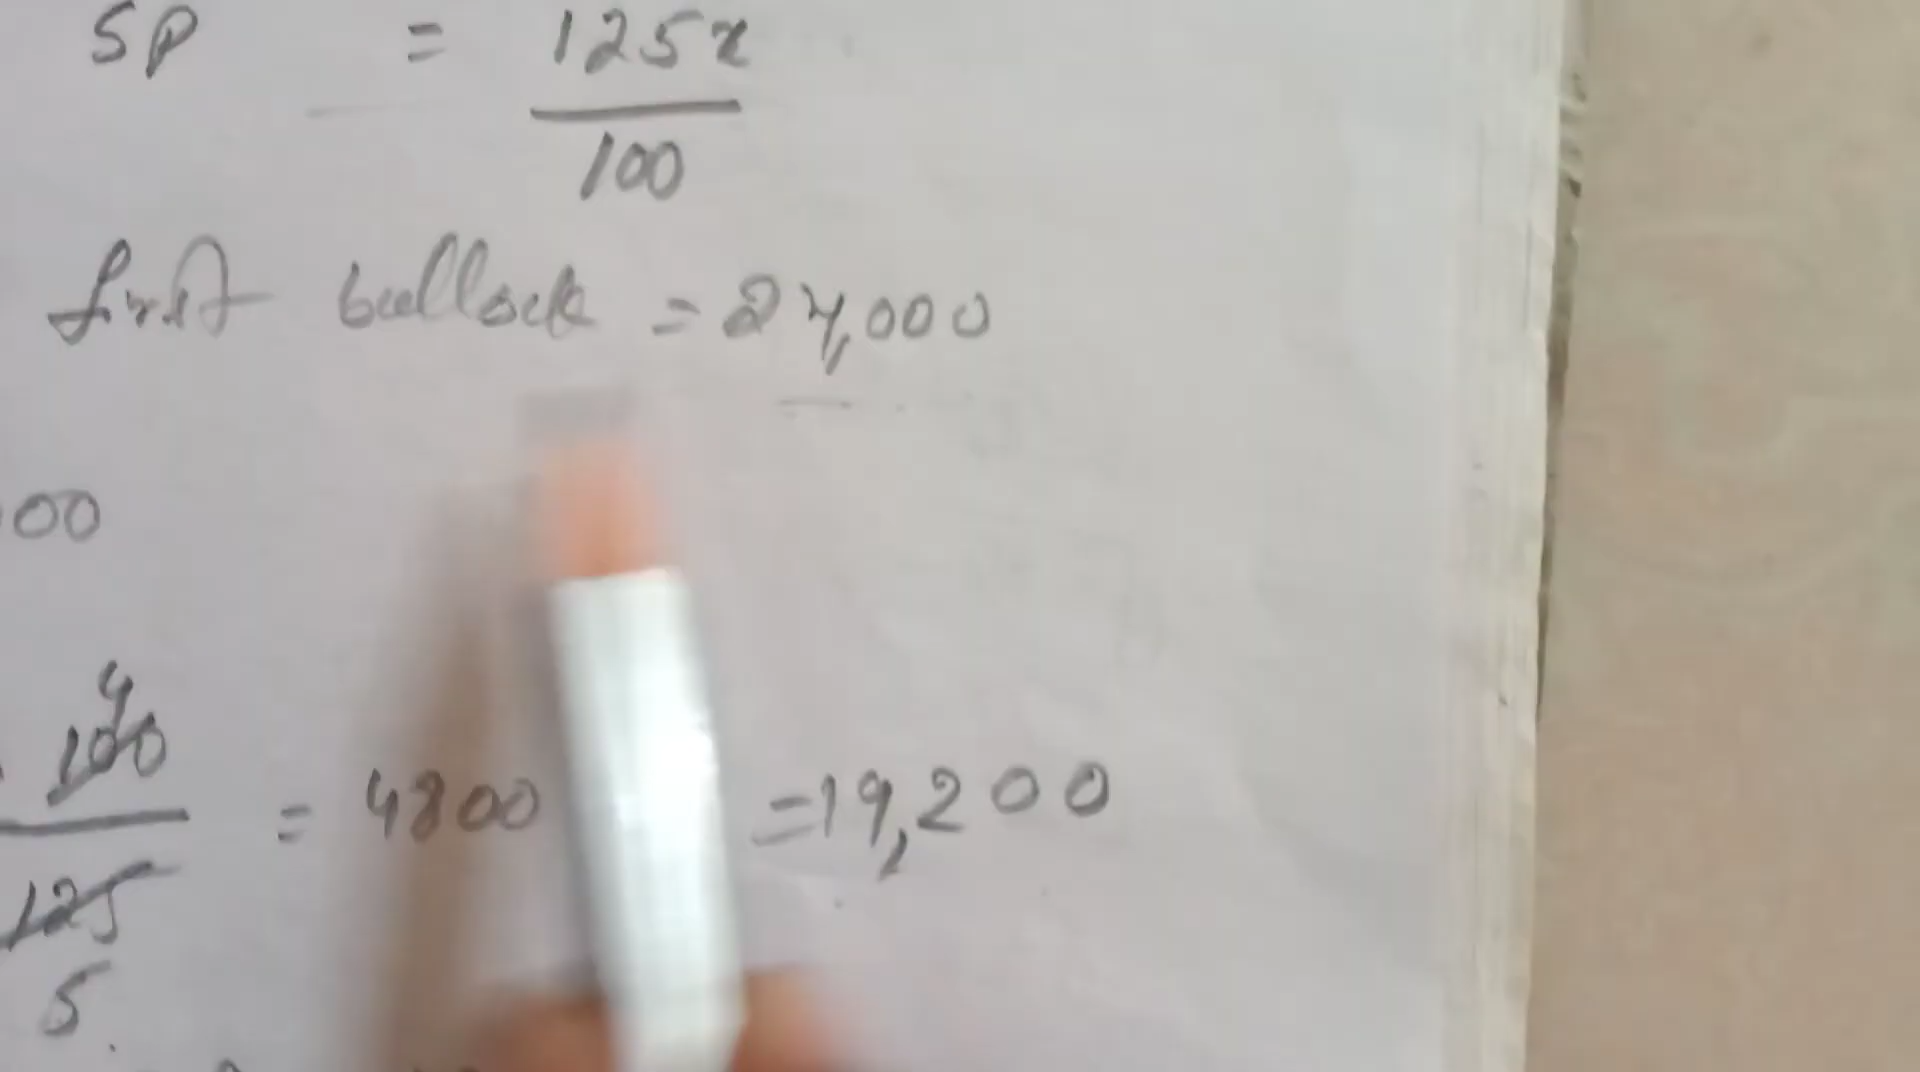 SP = 125x
100
first bullock = 24,000
00
4
100
= 4800 =19,200
125
5